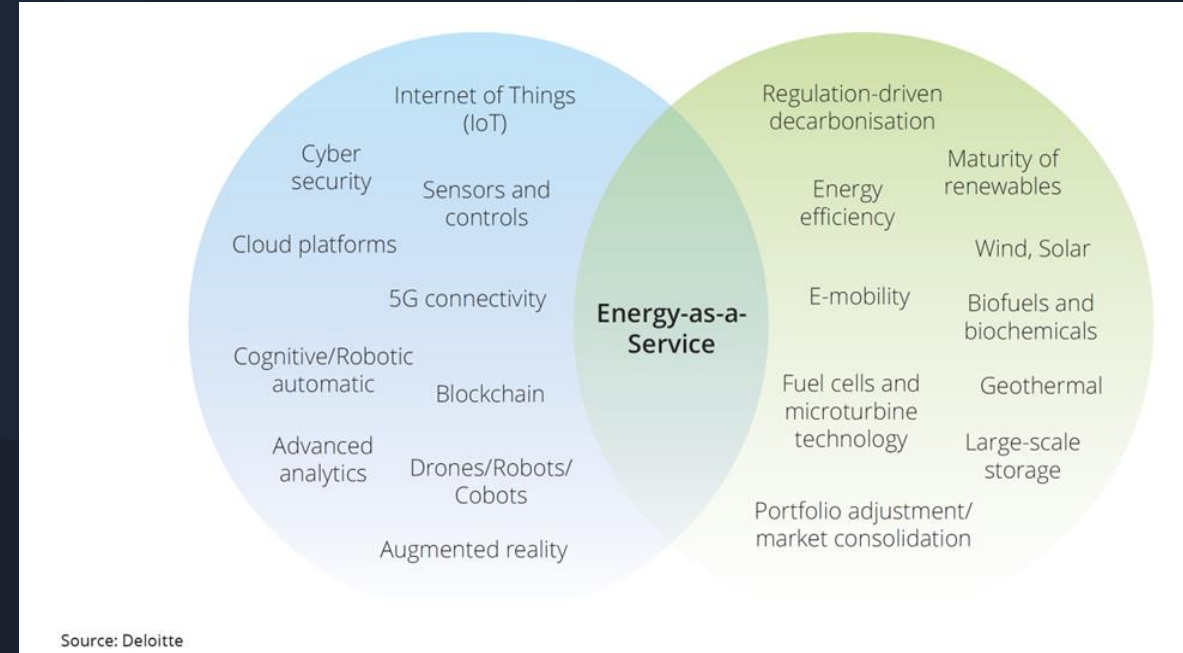 Internet of Things
(IoT)
Cyber
security
Sensors and
controls
Cloud platforms
5G connectivity
Cognitive/Robotic
automatic
Blockchain
Advanced
analytics
Drones/Robots/
Cobots
Augmented reality
Energy-as-a-
Service
Regulation-driven
decarbonisation
Maturity of
renewables
Energy
efficiency
Wind, Solar
E-mobility
Biofuels and
biochemicals
Fuel cells and
microturbine
technology
Geothermal
Large-scale
storage
Portfolio adjustment/
market consolidation
Source: Deloitte